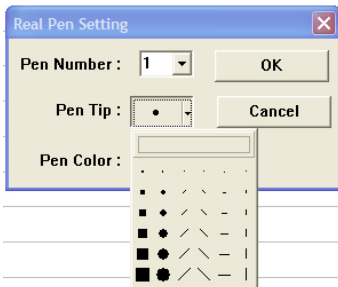 Real Pen Setting
Pen Number : 1 OK
Pen Tip : Cancel
Pen Color :